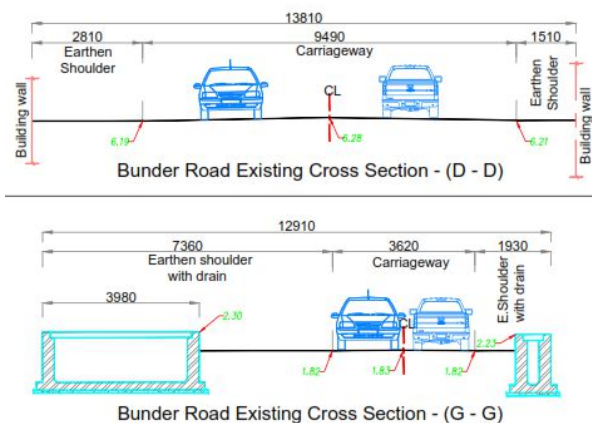 13810
2810
9490
1510
Earthen
Shoulder
Carriageway
Earthen
Shoulder
Building wall
CL
Building wall
6.19
6.28
6.21
Bunder Road Existing Cross Section - (D - D)
12910
7360
3620
1930
Earthen shoulder
with drain
Carriageway
E.Shoulder
with drain
3980
2.30
CL
2.23
1.82
1.83
1.82
Bunder Road Existing Cross Section - (G - G)